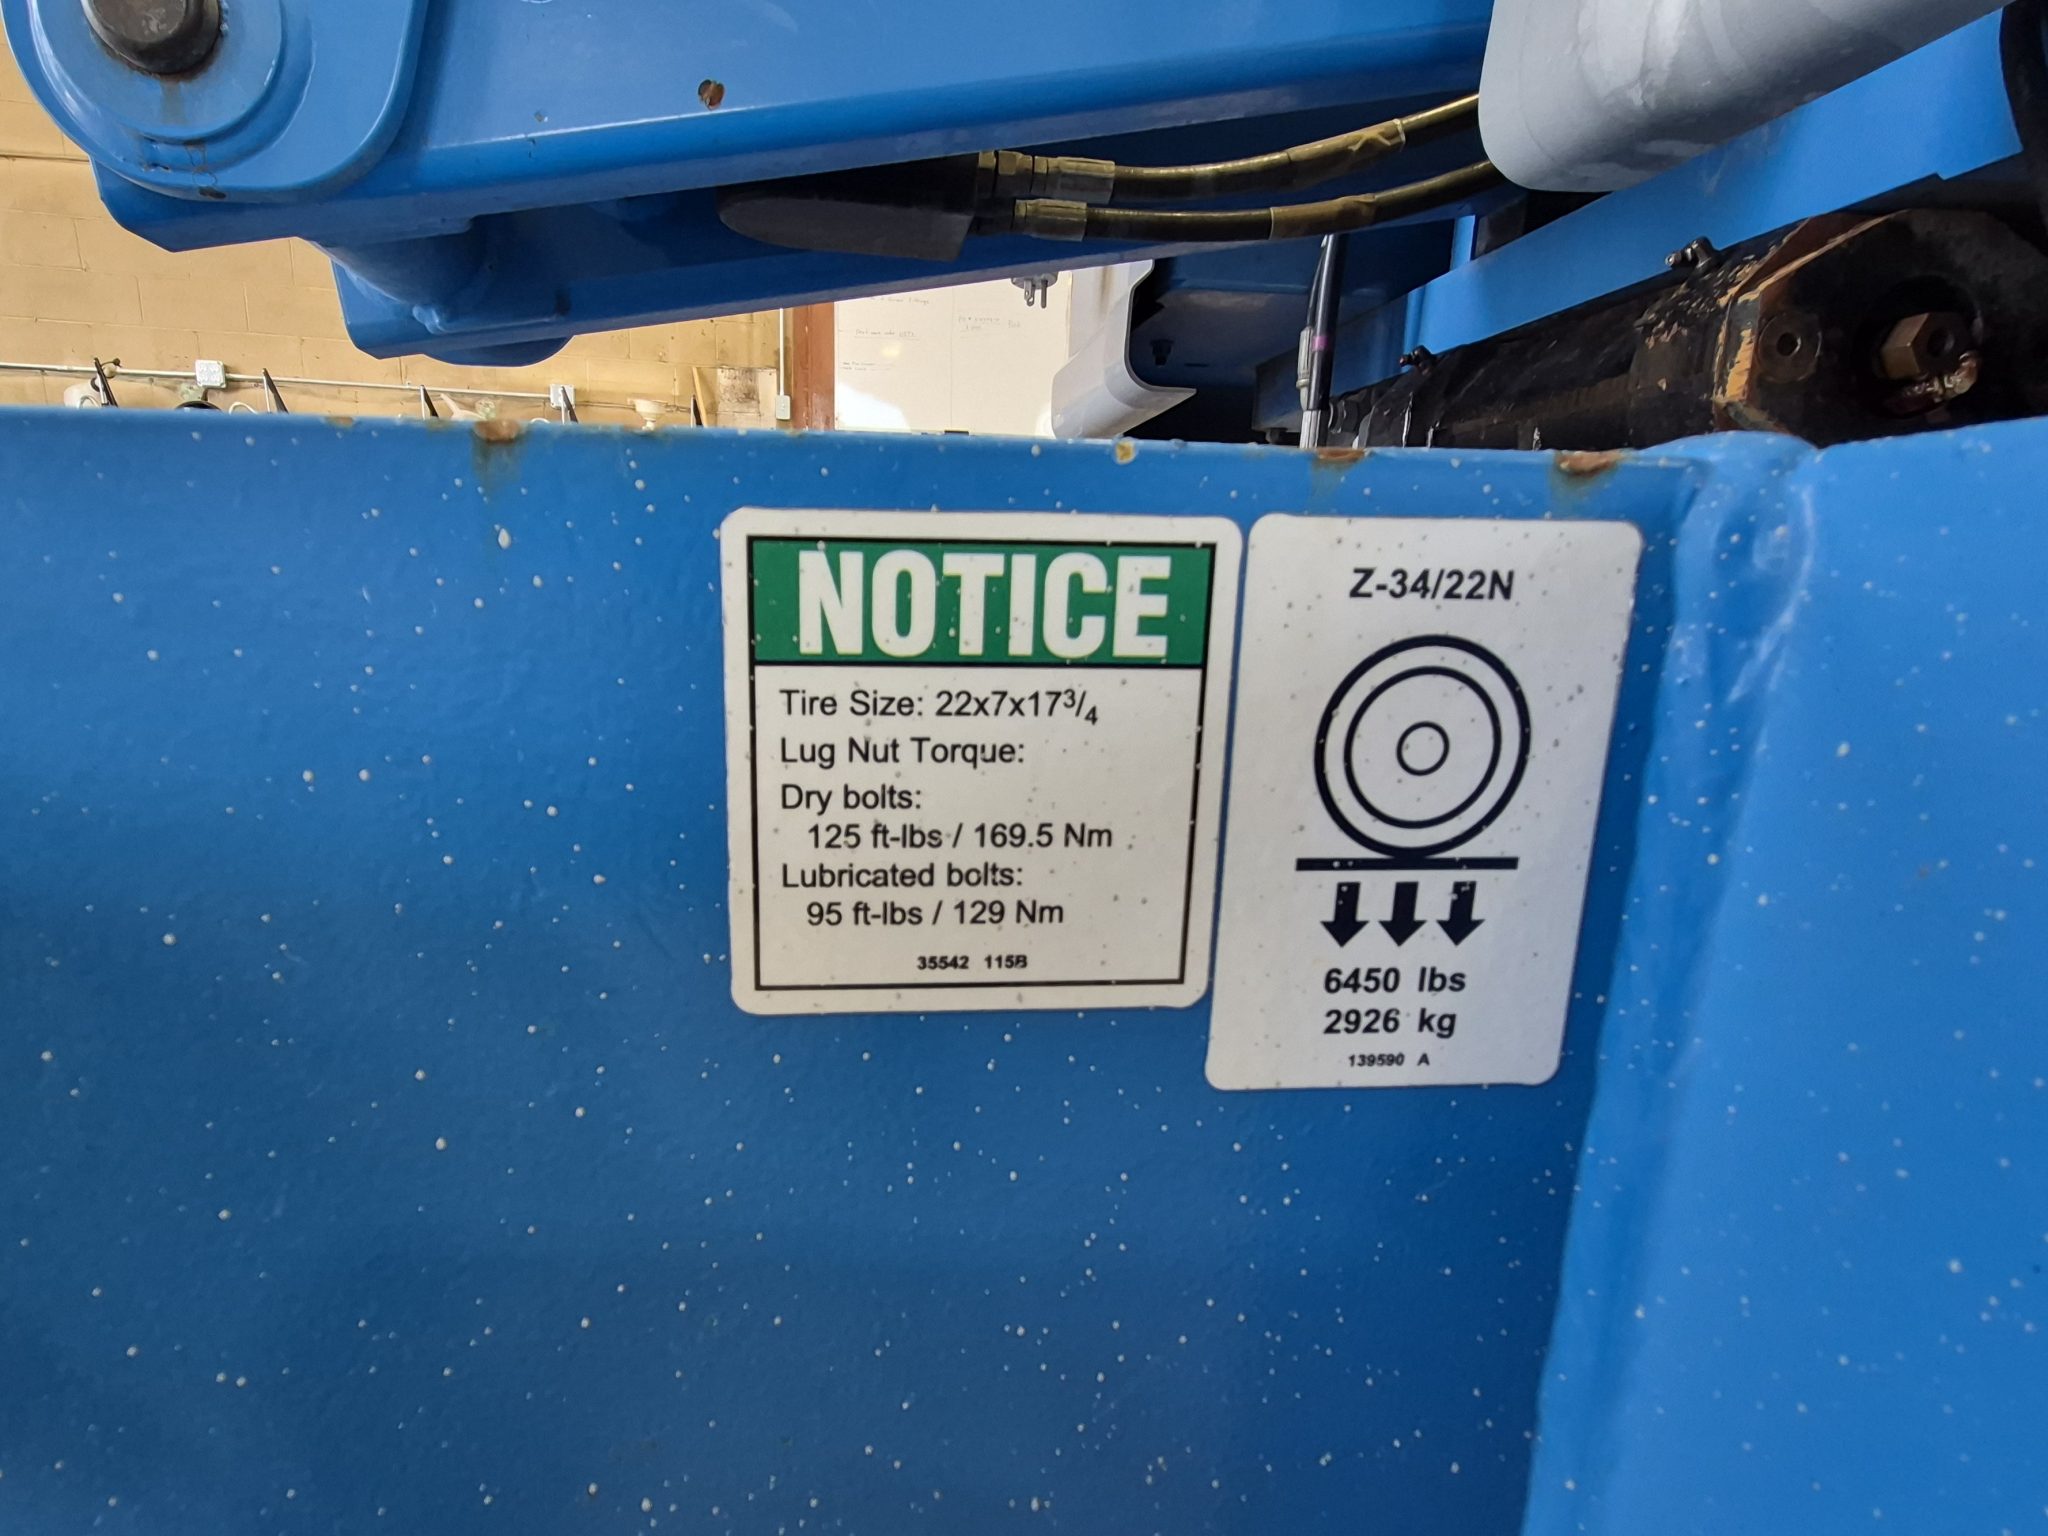 NOTICE
Tire Size: 22x7x17³/₄
Lug Nut Torque:
Dry bolts:
125 ft-lbs / 169.5 Nm
Lubricated bolts:
95 ft-lbs / 129 Nm
35542 115B
Z-34/22N
6450 lbs
2926 kg
139590 A